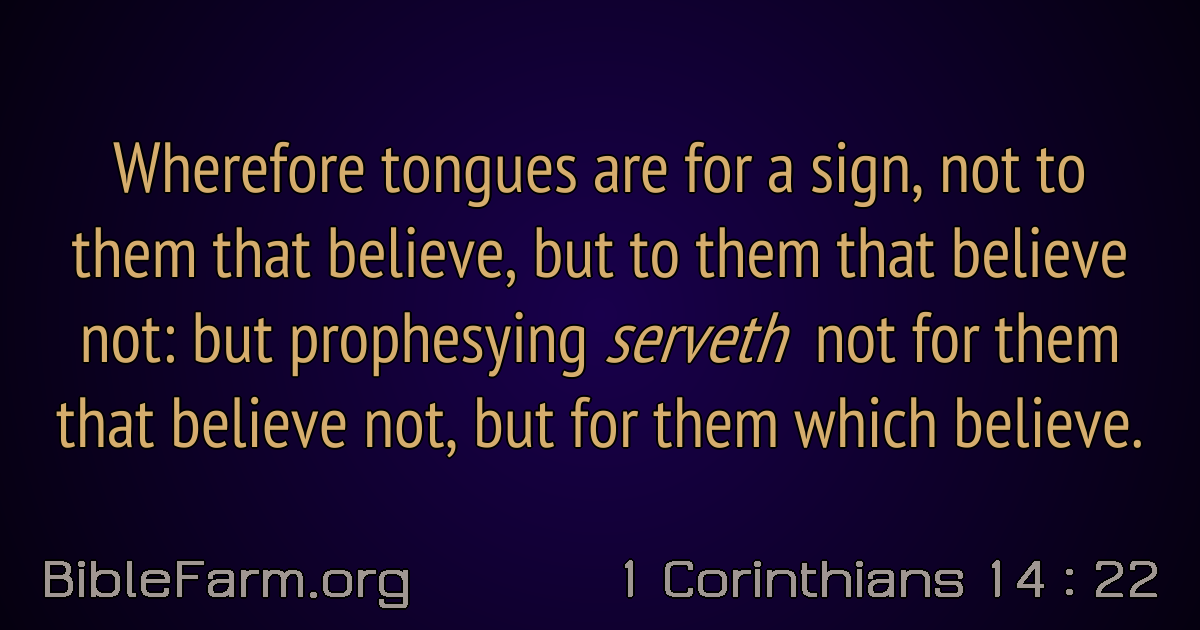 Wherefore tongues are for a sign, not to
them that believe, but to them that believe
not: but prophesying serveth not for them
that believe not, but for them which believe.
BibleFarm.org
1 Corinthians 14 : 22